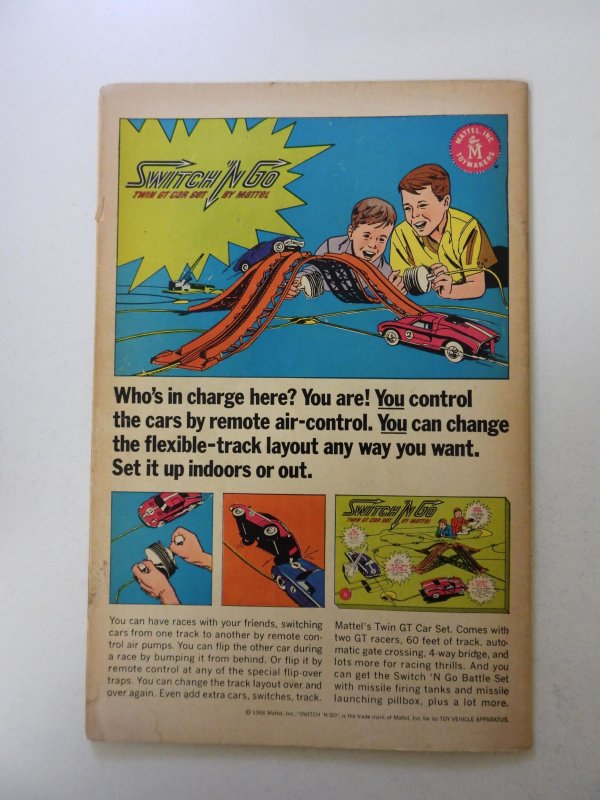 MATTEL, INC.
M
TOYMAKERS
SWITCH 'N GO
TWIN GT CAR SET BY MATTEL
2
Who's in charge here? You are! You control
the cars by remote air-control. You can change
the flexible-track layout any way you want.
Set it up indoors or out.
SWITCH 'N GO
TWIN GT CAR SET BY MATTEL
You can have races with your friends, switching
cars from one track to another by remote con-
trol air pumps. You can flip the other car during
a race by bumping it from behind. Or flip it by
remote control at any of the special flip-over
traps. You can change the track layout over and
over again. Even add extra cars, switches, track.
Mattel's Twin GT Car Set. Comes with
two GT racers, 60 feet of track, auto-
matic gate crossing, 4-way bridge, and
lots more for racing thrills. And you
can get the Switch 'N Go Battle Set
with missile firing tanks and missile
launching pillbox, plus a lot more.
© 1966 Mattel, Inc. "SWITCH 'N GO" is the trade mark of Mattel, Inc. for its TOY VEHICLE APPARATUS.